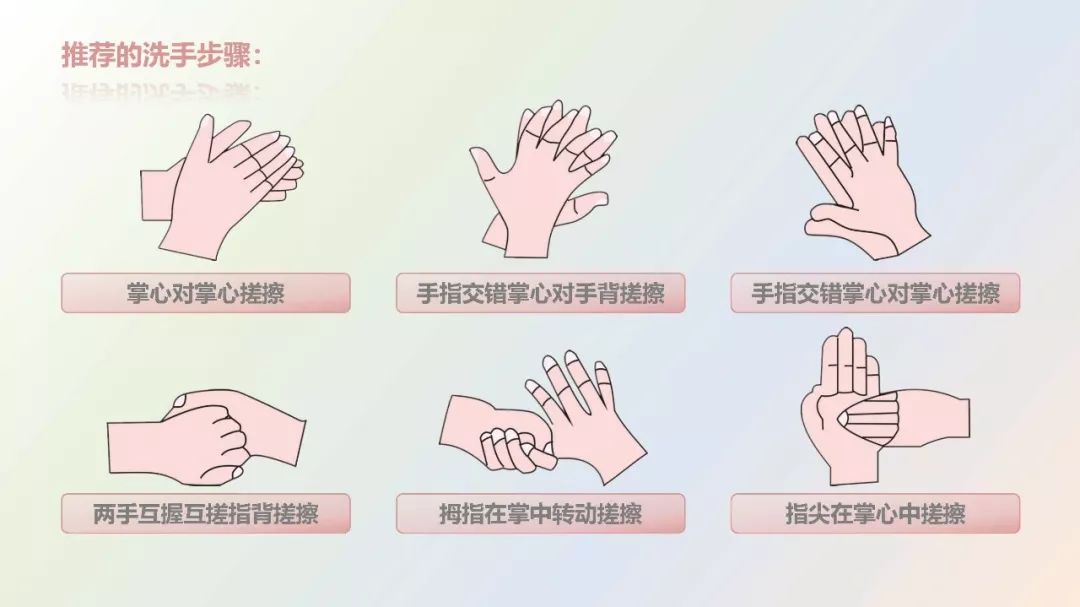 推荐的洗手步骤：
掌心对掌心搓擦
手指交错掌心对手背搓擦
手指交错掌心对掌心搓擦
两手互握互搓指背搓擦
拇指在掌中转动搓擦
指尖在掌心中搓擦